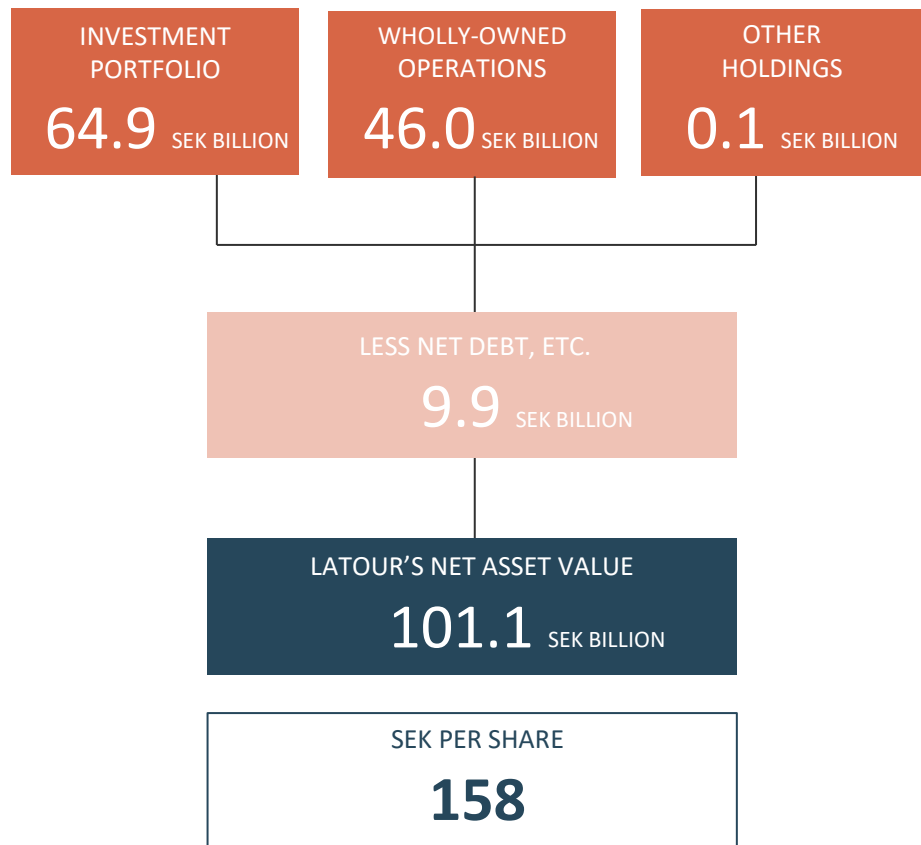 INVESTMENT
PORTFOLIO
64.9 SEK BILLION
WHOLLY-OWNED
OPERATIONS
46.0 SEK BILLION
OTHER
HOLDINGS
0.1 SEK BILLION
LESS NET DEBT, ETC.
9.9 SEK BILLION
LATOUR’S NET ASSET VALUE
101.1 SEK BILLION
SEK PER SHARE
158